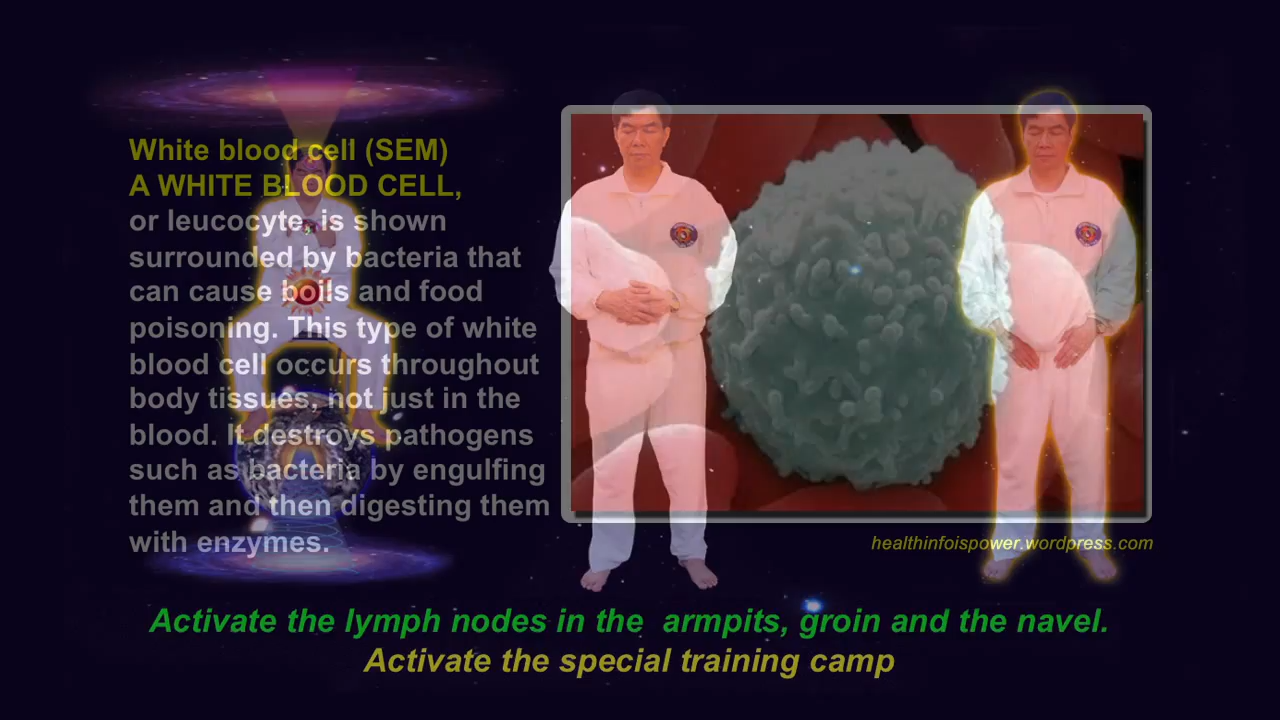 White blood cell (SEM)
A WHITE BLOOD CELL,
or leucocyte, is shown
surrounded by bacteria that
can cause boils and food
poisoning. This type of white
blood cell occurs throughout
body tissues, not just in the
blood. It destroys pathogens
such as bacteria by engulfing
them and then digesting them
with enzymes.
healthinfoispower.wordpress.com
Activate the lymph nodes in the  armpits, groin and the navel.
Activate the special training camp